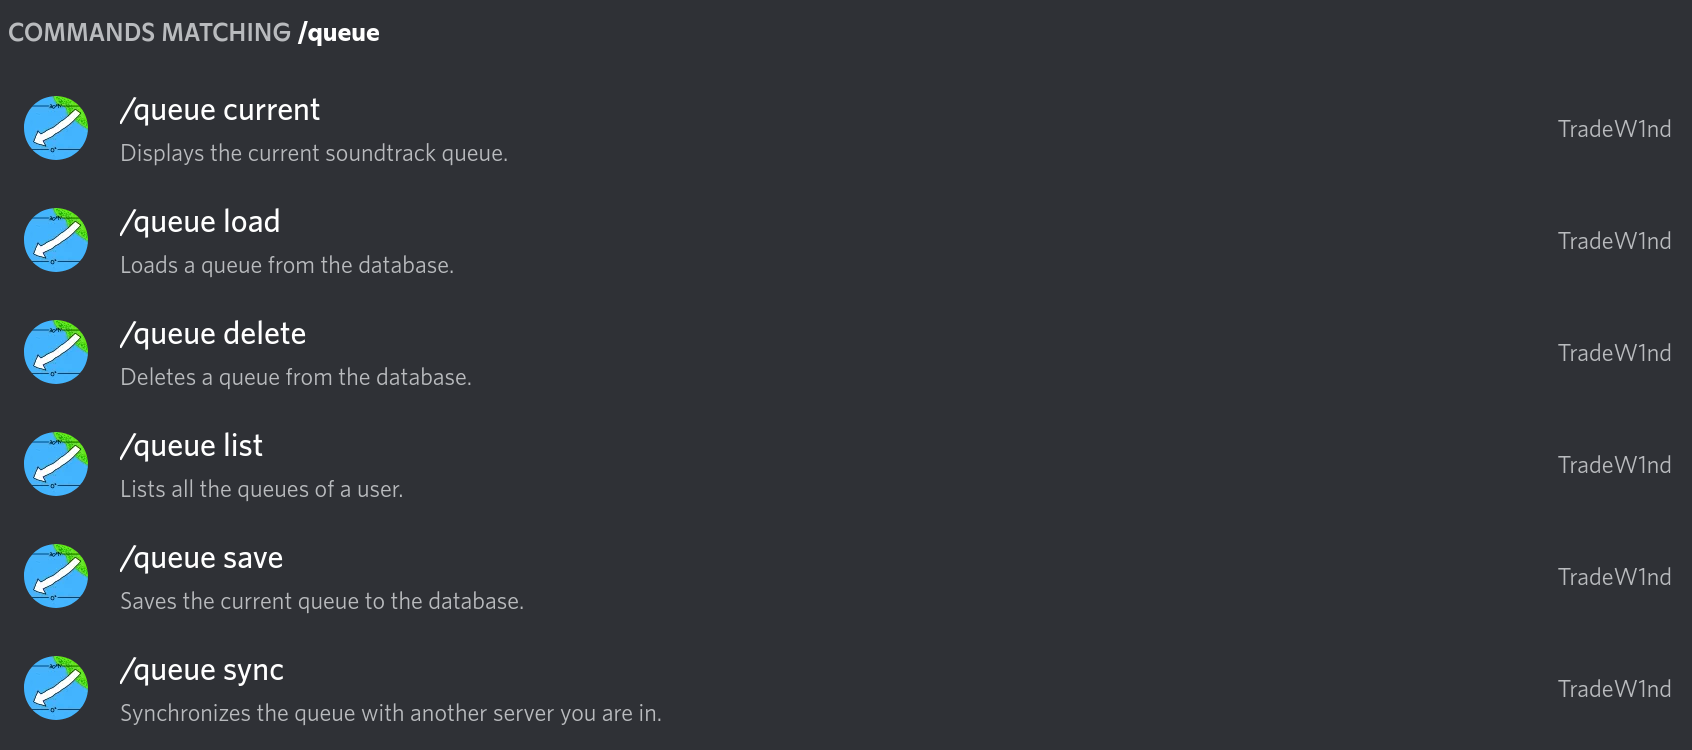 COMMANDS MATCHING /queue
/queue current
Displays the current soundtrack queue.
TradeW1nd
/queue load
Loads a queue from the database.
TradeW1nd
/queue delete
Deletes a queue from the database.
TradeW1nd
/queue list
Lists all the queues of a user.
TradeW1nd
/queue save
Saves the current queue to the database.
TradeW1nd
/queue sync
Synchronizes the queue with another server you are in.
TradeW1nd